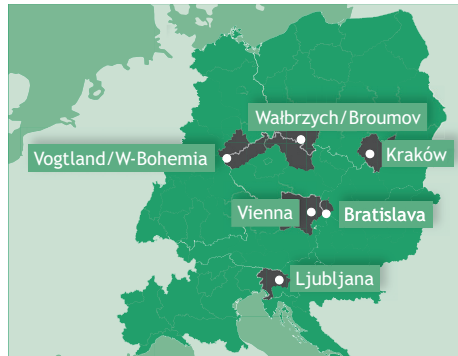 Wałbrzych/Broumov
Vogtland/W-Bohemia
Kraków
Vienna
Bratislava
Ljubljana